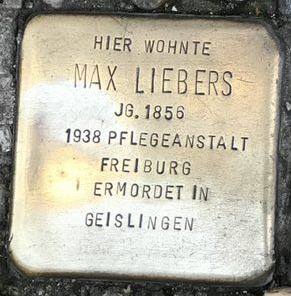 HIER WOHNTE
MAX LIEBERS
JG. 1856
1938 PFLEGEANSTALT
FREIBURG
ERMORDET IN
GEISLINGEN